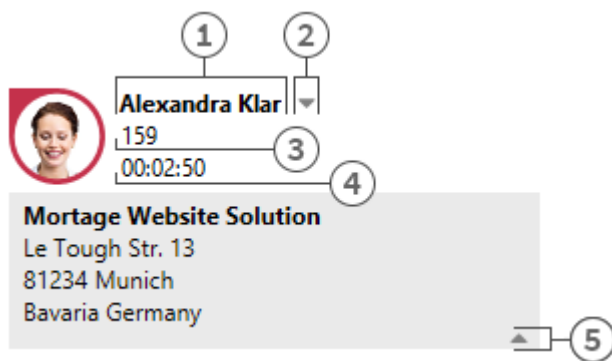 1 2
Alexandra Klar
159
3
00:02:50
4
Mortage Website Solution
Le Tough Str. 13
81234 Munich
Bavaria Germany
5